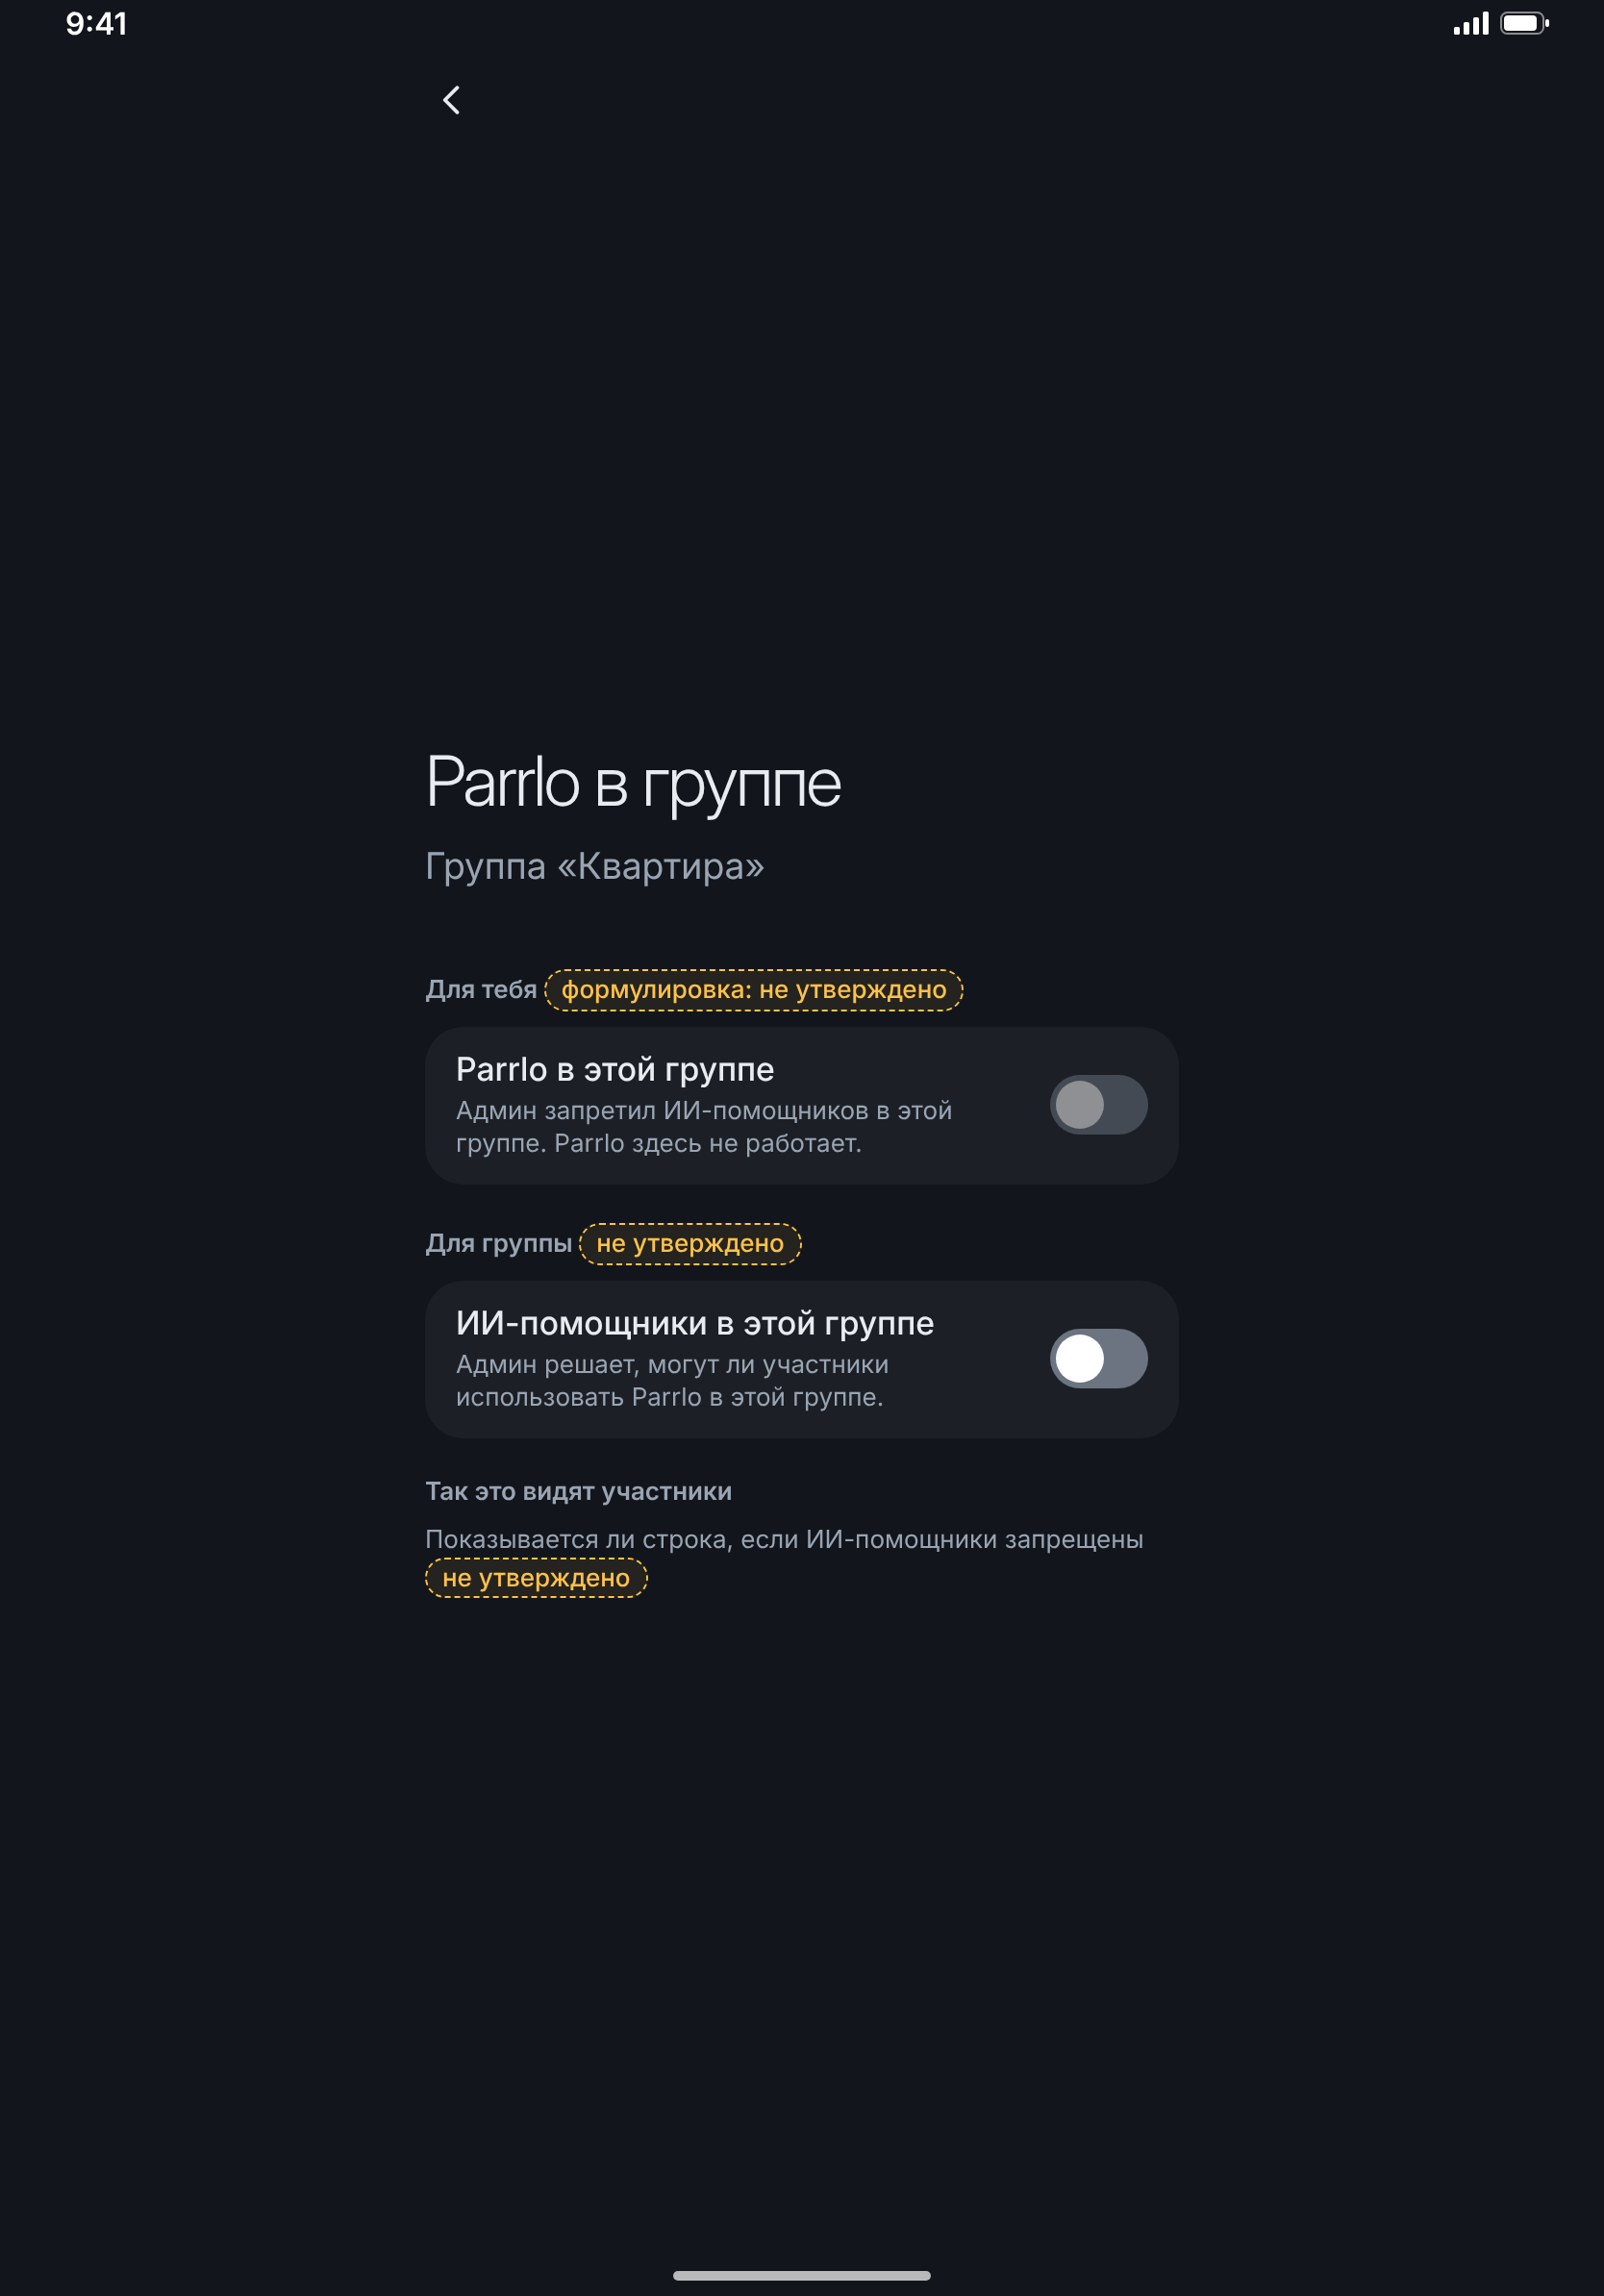 9:41
Parrlo в группе
Группа «Квартира»
Для тебя формулировка: не утверждено
Parrlo в этой группе
Админ запретил ИИ-помощников в этой
группе. Parrlo здесь не работает.
Для группы не утверждено
ИИ-помощники в этой группе
Админ решает, могут ли участники
использовать Parrlo в этой группе.
Так это видят участники
Показывается ли строка, если ИИ-помощники запрещены
не утверждено